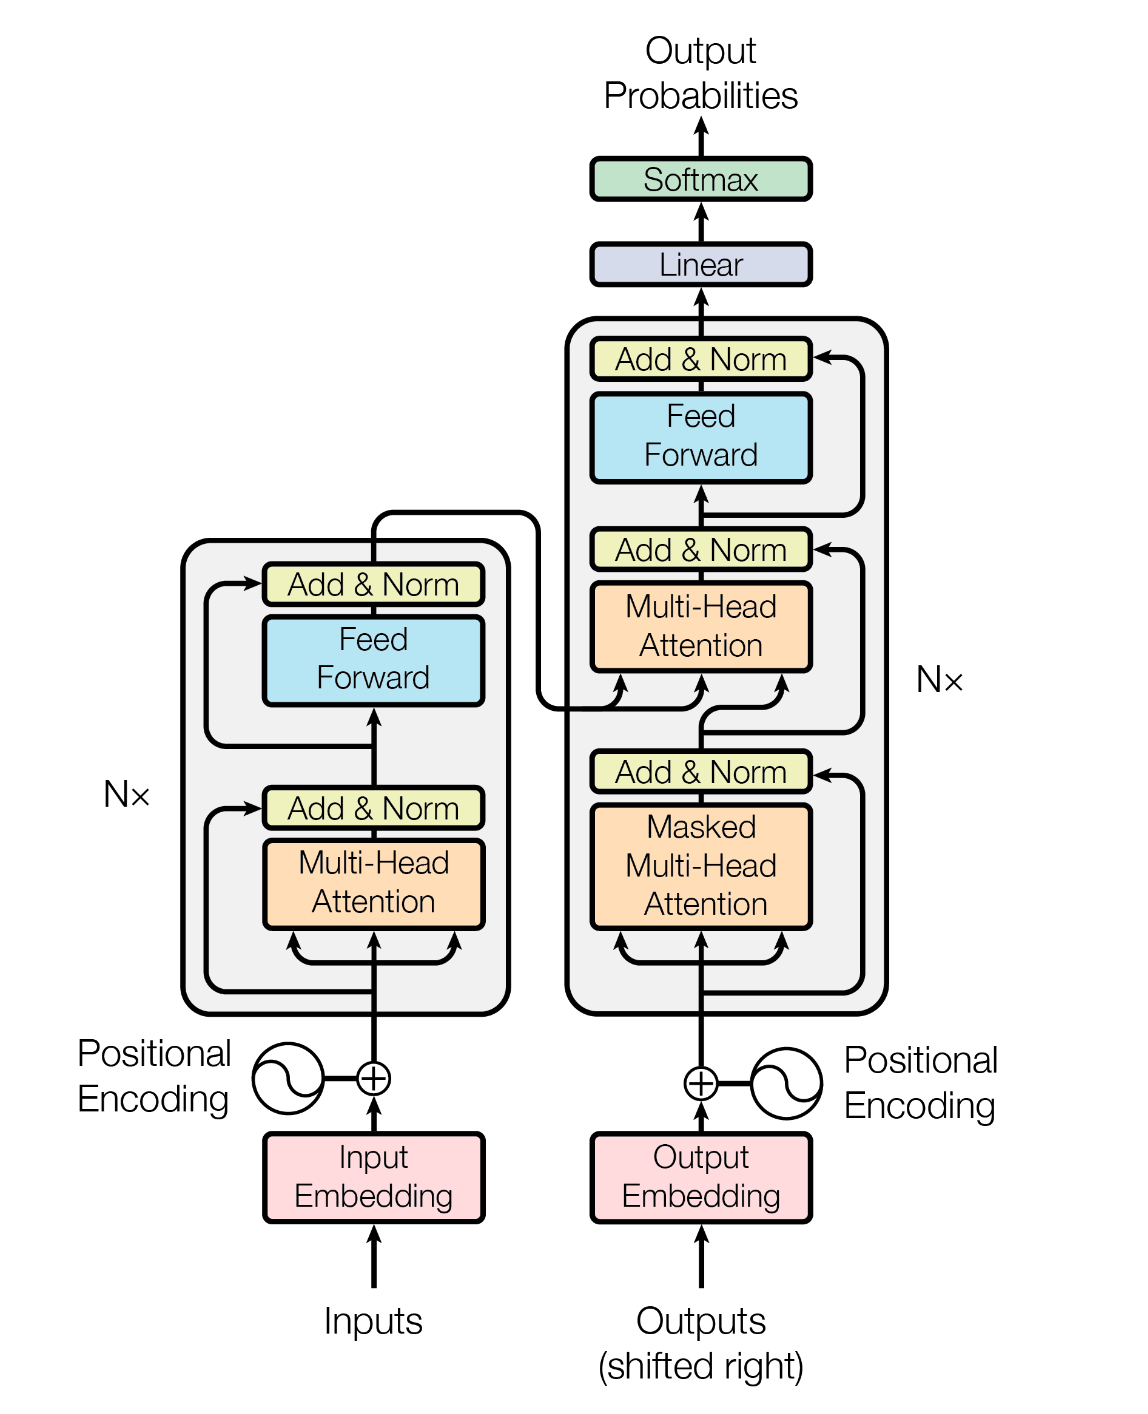 Output
Probabilities
Softmax
Linear
Add & Norm
Feed
Forward
Add & Norm
Multi-Head
Attention
Add & Norm
Masked
Multi-Head
Attention
N×
Positional
Encoding
Output
Embedding
Outputs
(shifted right)
Add & Norm
Feed
Forward
Add & Norm
Multi-Head
Attention
N×
Positional
Encoding
Input
Embedding
Inputs